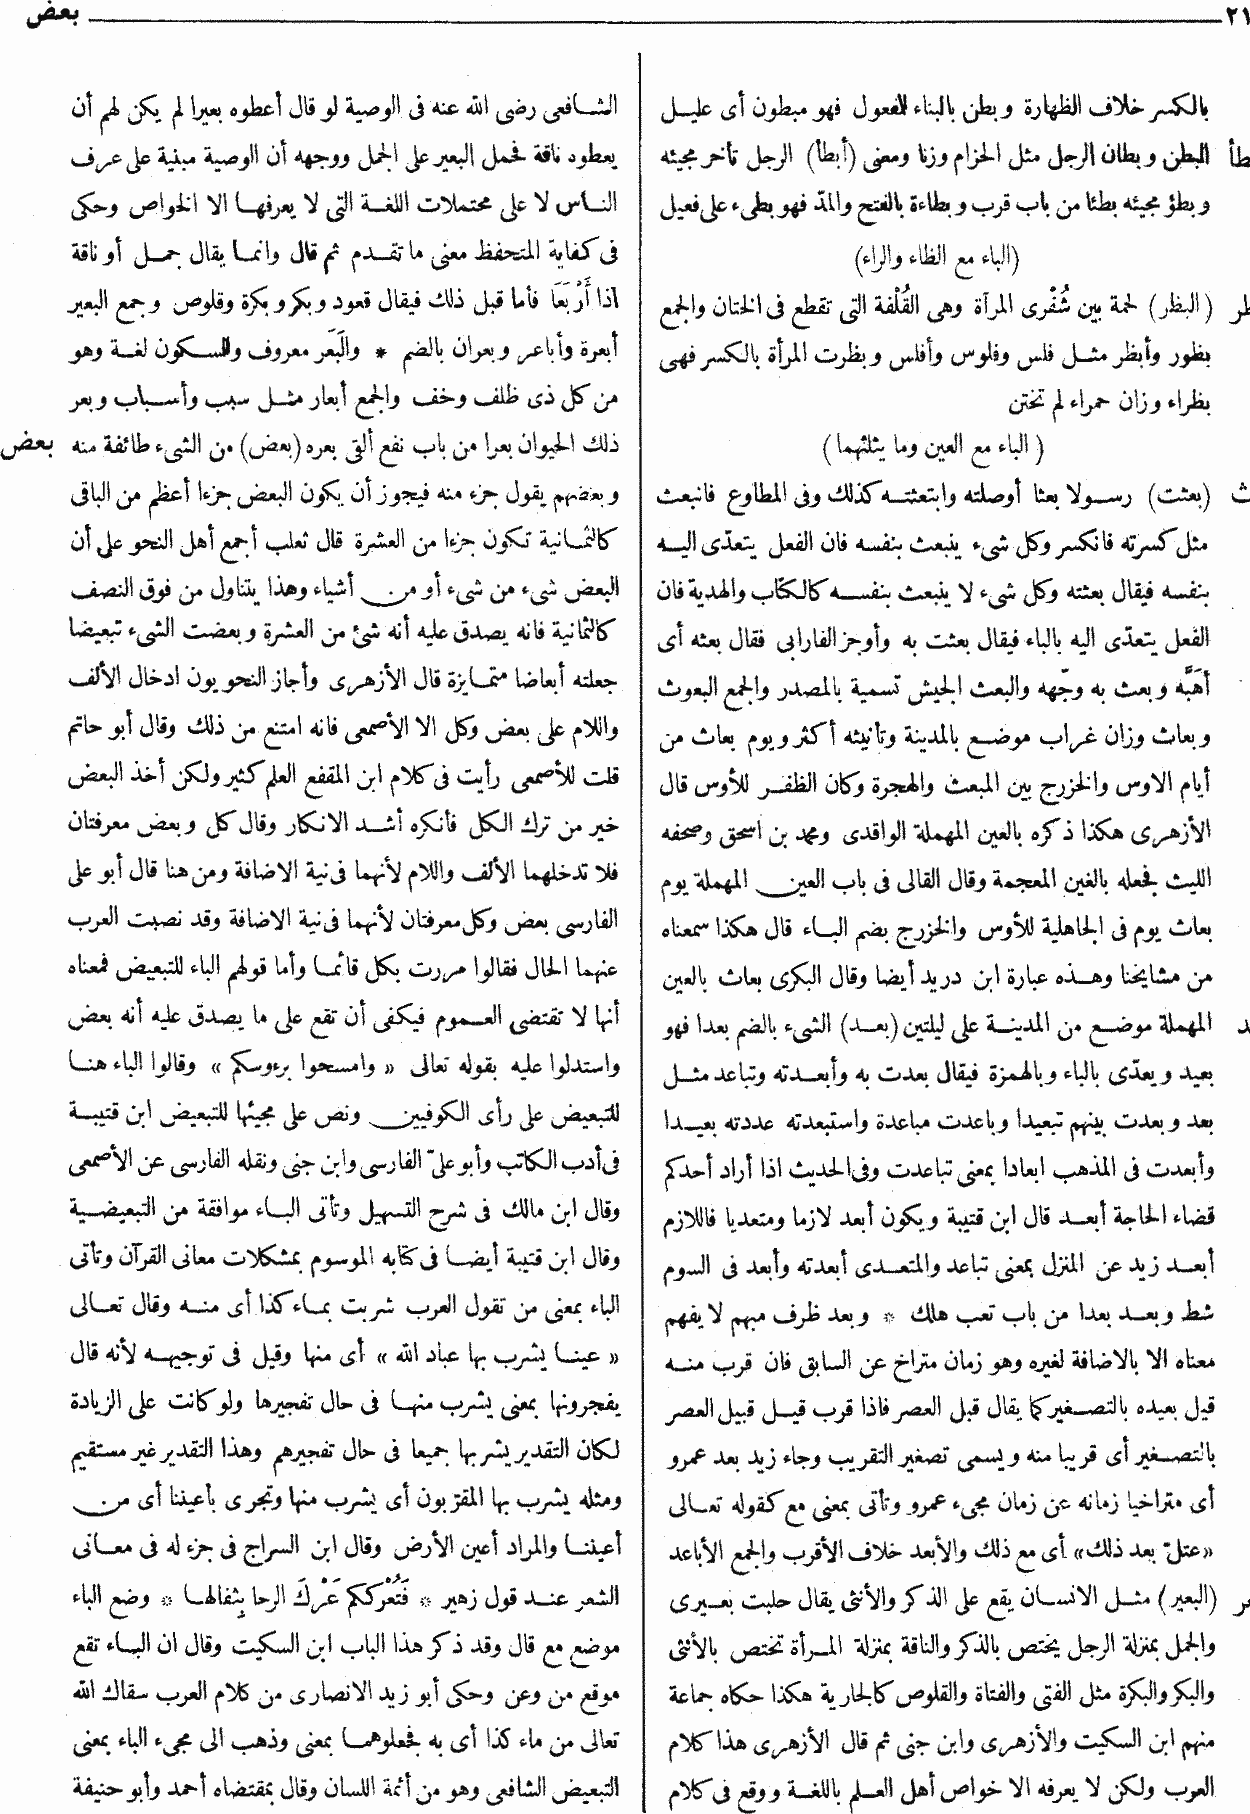 ٢١
بعض
بالكسر خلاف الظهارة وبطن بالبناء للمفعول فهو مبطون أى عليل
البطن وبطان الرجل مثل الحزام وزنا ومعنى (أبطأ) الرجل تأخر مجيئه
وبطؤ مجيئه بطئا من باب قرب وبطاءة بالفتح والمدّ فهو بطىء على فعيل
(الباء مع الظاء والراء)
(البظر) لحمة بين شُفْرى المرأة وهى القُلْفة التى تقطع فى الختان والجمع
بظور وأبظر مثل فلس وفلوس وأفلس وبظرت المرأة بالكسر فهى
بظراء وزان حمراء لم تختن
(الباء مع العين وما يثلثهما)
(بعثت) رسولا بعثا أوصلته وابتعثته كذلك وفى المطاوع فانبعث
مثل كسرته فانكسر وكل شىء ينبعث بنفسه فان الفعل يتعدّى اليه
بنفسه فيقال بعثته وكل شىء لا ينبعث بنفسه كالكتاب والهدية فان
الفعل يتعدّى اليه بالباء فيقال بعثت به وأوجز الفارابى فقال بعثه أى
أَهَبَّه وبعث به وجّهه والبعث الجيش تسمية بالمصدر والجمع البعوث
وبعاث وزان غراب موضع بالمدينة وتأنيثه أكثر ويوم بعاث من
أيام الاوس والخزرج بين المبعث والهجرة وكان الظفر للأوس قال
الأزهرى هكذا ذكره بالعين المهملة الواقدى ومحمد بن اسحق وصحفه
الليث فجعله بالغين المعجمة وقال القالى فى باب العين المهملة يوم
بعاث يوم فى الجاهلية للأوس والخزرج بضم الباء قال هكذا سمعناه
من مشايخنا وهذه عبارة ابن دريد أيضا وقال البكرى بعاث بالعين
المهملة موضع من المدينة على ليلتين (بعد) الشىء بالضم بعدا فهو
بعيد ويعدّى بالباء وبالهمزة فيقال بعدت به وأبعدته وتباعد مثل
بعد وبعدت بينهم تبعيدا وباعدت مباعدة واستبعدته عددته بعيدا
وأبعدت فى المذهب ابعادا بمعنى تباعدت وفى الحديث اذا أراد أحدكم
قضاء الحاجة أبعد قال ابن قتيبة ويكون أبعد لازما ومتعديا فاللازم
أبعد زيد عن المنزل بمعنى تباعد والمتعدى أبعدته وأبعد فى السوم
شط وبعد بعدا من باب تعب هلك * وبعد ظرف مبهم لا يفهم
معناه الا بالاضافة لغيره وهو زمان متراخ عن السابق فان قرب منه
قيل بعيده بالتصغير كما يقال قبل العصر فاذا قرب قيل قبيل العصر
بالتصغير أى قريبا منه ويسمى تصغير التقريب وجاء زيد بعد عمرو
أى متراخيا زمانه عن زمان مجىء عمرو وتأتى بمعنى مع كقوله تعالى
«عتلّ بعد ذلك» أى مع ذلك والأبعد خلاف الأقرب والجمع الأباعد
(البعير) مثل الانسان يقع على الذكر والأنثى يقال حلبت بعيرى
والجمل بمنزلة الرجل يختص بالذكر والناقة بمنزلة المرأة تختص بالأنثى
والبكر والبكرة مثل الفتى والفتاة والقلوص كالجارية هكذا حكاه جماعة
منهم ابن السكيت والأزهرى وابن جنى ثم قال الأزهرى هذا كلام
العرب ولكن لا يعرفه الا خواص أهل العلم باللغة ووقع فى كلام
الشافعى رضى الله عنه فى الوصية لو قال أعطوه بعيرا لم يكن لهم أن
يعطوه ناقة فحمل البعير على الجمل ووجهه أن الوصية مبنية على عرف
الناس لا على محتملات اللغة التى لا يعرفها الا الخواص وحكى
فى كفاية المتحفظ معنى ما تقدم ثم قال وانما يقال جمل أو ناقة
اذا أَرْبَعَا فأما قبل ذلك فيقال قعود وبكر وبكرة وقلوص وجمع البعير
أبعرة وأباعر وبعران بالضم * والبَعَر معروف والسكون لغة وهو
من كل ذى ظلف وخف والجمع أبعار مثل سبب وأسباب وبعر
ذلك الحيوان بعرا من باب نفع ألقى بعره (بعض) من الشىء طائفة منه
بعض
وبعضهم يقول جزء منه فيجوز أن يكون البعض جزءا أعظم من الباقى
كالثمانية تكون جزءا من العشرة قال ثعلب أجمع أهل النحو على أن
البعض شىء من شىء أو من أشياء وهذا يتناول من فوق النصف
كالثمانية فانه يصدق عليه أنه شئ من العشرة وبعضت الشىء تبعيضا
جعلته أبعاضا متمايزة قال الأزهرى وأجاز النحويون ادخال الألف
واللام على بعض وكل الا الأصمعى فانه امتنع من ذلك وقال أبو حاتم
قلت للأصمعى رأيت فى كلام ابن المقفع العلم كثير ولكن أخذ البعض
خير من ترك الكل فأنكره أشد الانكار وقال كل وبعض معرفتان
فلا تدخلهما الألف واللام لأنهما فى نية الاضافة ومن هنا قال أبو على
الفارسى بعض وكل معرفتان لأنهما فى نية الاضافة وقد نصبت العرب
عنهما الحال فقالوا مررت بكل قائما وأما قولهم الباء للتبعيض فمعناه
أنها لا تقتضى العموم فيكفى أن تقع على ما يصدق عليه أنه بعض
واستدلوا عليه بقوله تعالى «وامسحوا برءوسكم» وقالوا الباء هنا
للتبعيض على رأى الكوفيين ونص على مجيئها للتبعيض ابن قتيبة
فى أدب الكاتب وأبو علىّ الفارسى وابن جنى ونقله الفارسى عن الأصمعى
وقال ابن مالك فى شرح التسهيل وتأتى الباء موافقة من التبعيضية
وقال ابن قتيبة أيضا فى كتابه الموسوم بمشكلات معانى القرآن وتأتى
الباء بمعنى من تقول العرب شربت بماء كذا أى منه وقال تعالى
«عينا يشرب بها عباد الله» أى منها وقيل فى توجيهه لأنه قال
يفجرونها بمعنى يشرب منها فى حال تفجيرها ولو كانت على الزيادة
لكان التقدير يشربها جميعا فى حال تفجيرهم وهذا التقدير غير مستقيم
ومثله يشرب بها المقرّبون أى يشرب منها وتجرى بأعيننا أى من
أعيننا والمراد أعين الأرض وقال ابن السراج فى جزء له فى معانى
الشعر عند قول زهير * فَتُعْرِككم عَرْكَ الرحا بِثفالها * وضع الباء
موضع مع قال وقد ذكر هذا الباب ابن السكيت وقال ان الباء تقع
موقع من وعن وحكى أبو زيد الانصارى من كلام العرب سقاك الله
تعالى من ماء كذا أى به فجعلوهما بمعنى وذهب الى مجىء الباء بمعنى
التبعيض الشافعى وهو من أئمة اللسان وقال بمقتضاه أحمد وأبو حنيفة